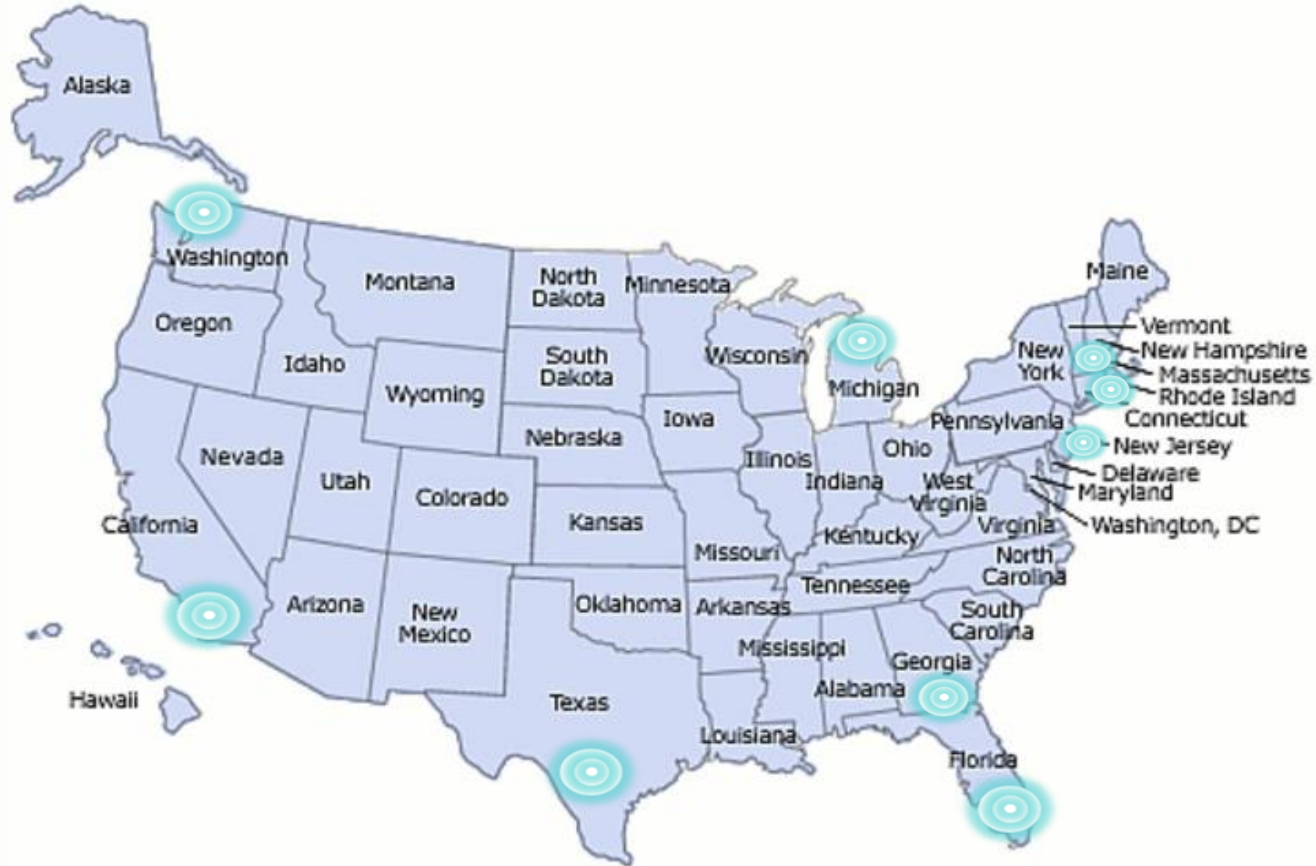 Alaska
Washington
Montana
North
Dakota
Minnesota
Maine
Oregon
Idaho
Wyoming
South
Dakota
Wisconsin
Michigan
New
York
Vermont
New Hampshire
Massachusetts
Rhode Island
Connecticut
Nevada
Utah
Colorado
Nebraska
Iowa
Illinois
Indiana
Ohio
Pennsylvania
New Jersey
Delaware
Maryland
Washington, DC
California
Kansas
Missouri
Kentucky
West
Virginia
Virginia
North
Carolina
Arizona
New
Mexico
Oklahoma
Arkansas
Tennessee
South
Carolina
Hawaii
Texas
Louisiana
Mississippi
Alabama
Georgia
Florida